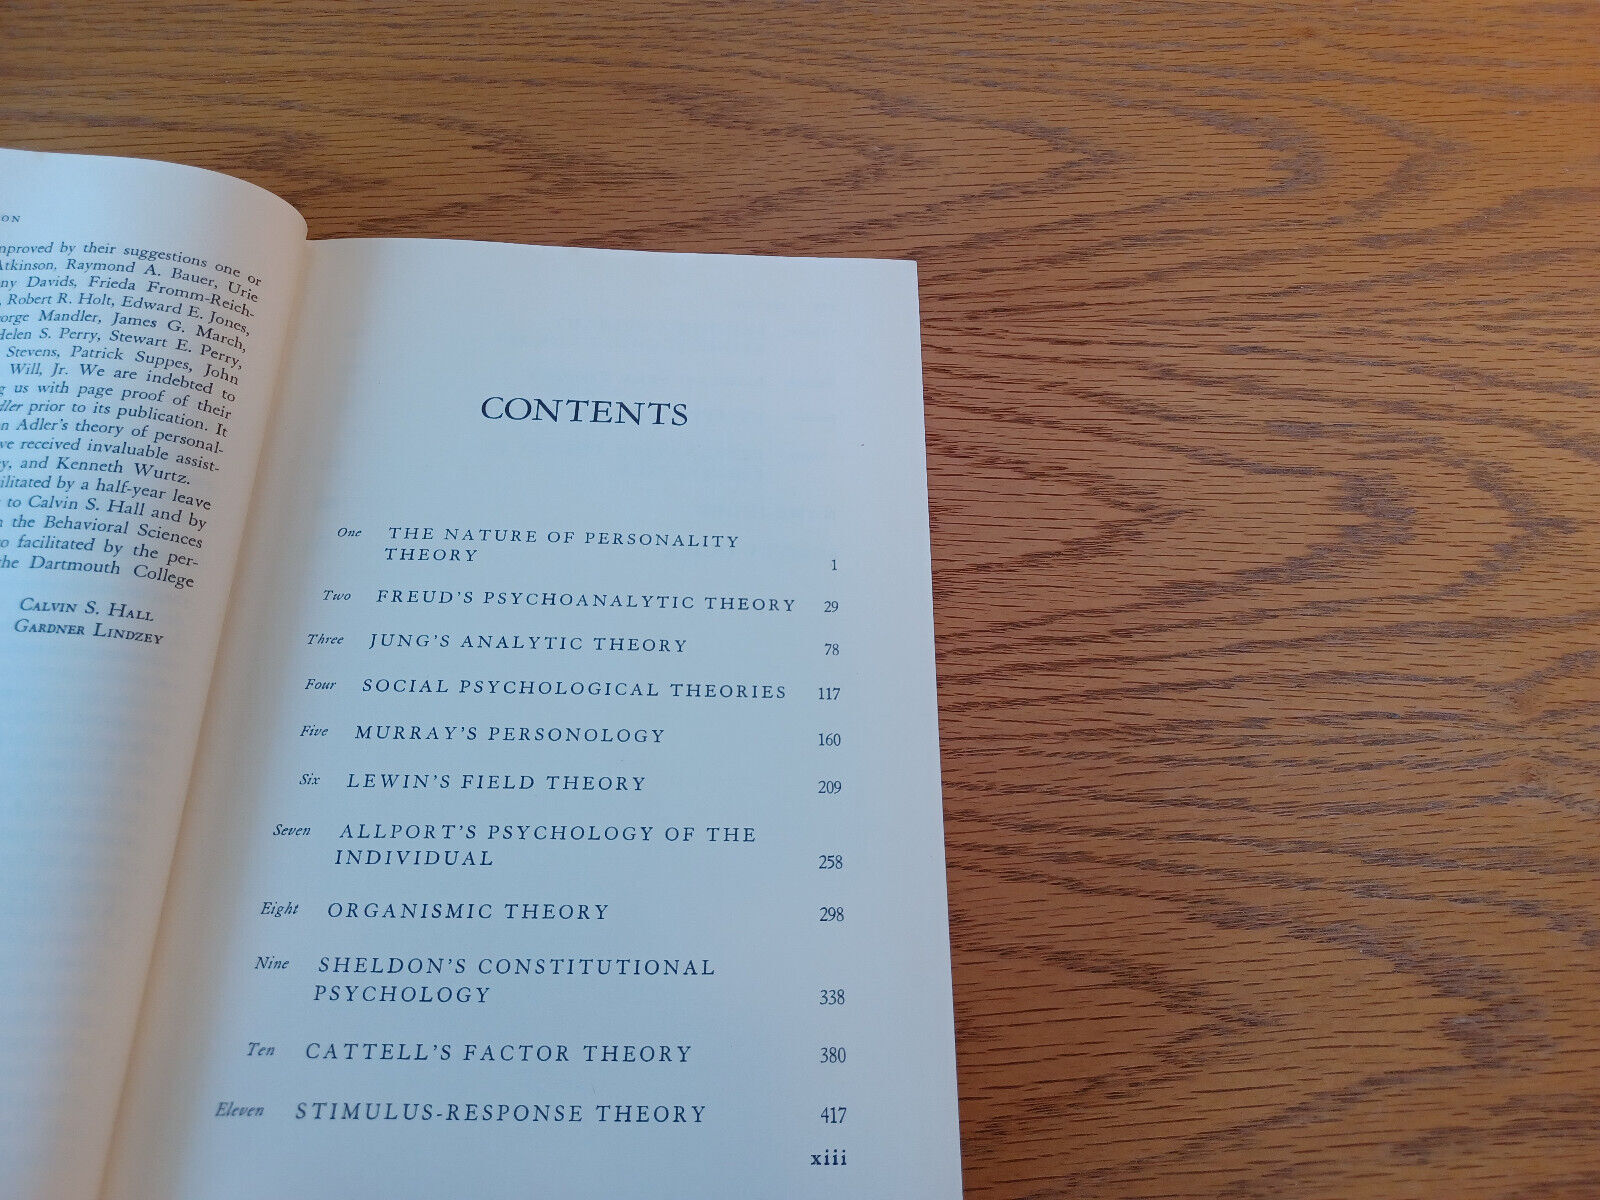 ON
improved by their suggestions one or
Atkinson, Raymond A. Bauer, Urie
Davids, Frieda Fromm-Reich-
Robert R. Holt, Edward E. Jones,
George Mandler, James G. March,
Helen S. Perry, Stewart E. Perry,
Stevens, Patrick Suppes, John
Will, Jr. We are indebted to
us with page proof of their
prior to its publication. It
Adler's theory of personal-
received invaluable assist-
and Kenneth Wurtz.
by a half-year leave
to Calvin S. Hall and by
the Behavioral Sciences
facilitated by the per-
the Dartmouth College
CALVIN S. HALL
GARDNER LINDZEY
CONTENTS
One THE NATURE OF PERSONALITY
THEORY 1
Two FREUD'S PSYCHOANALYTIC THEORY 29
Three JUNG'S ANALYTIC THEORY 78
Four SOCIAL PSYCHOLOGICAL THEORIES 117
Five MURRAY'S PERSONOLOGY 160
Six LEWIN'S FIELD THEORY 209
Seven ALLPORT'S PSYCHOLOGY OF THE
INDIVIDUAL 258
Eight ORGANISMIC THEORY 298
Nine SHELDON'S CONSTITUTIONAL
PSYCHOLOGY 338
Ten CATTELL'S FACTOR THEORY 380
Eleven STIMULUS-RESPONSE THEORY 417
xiii